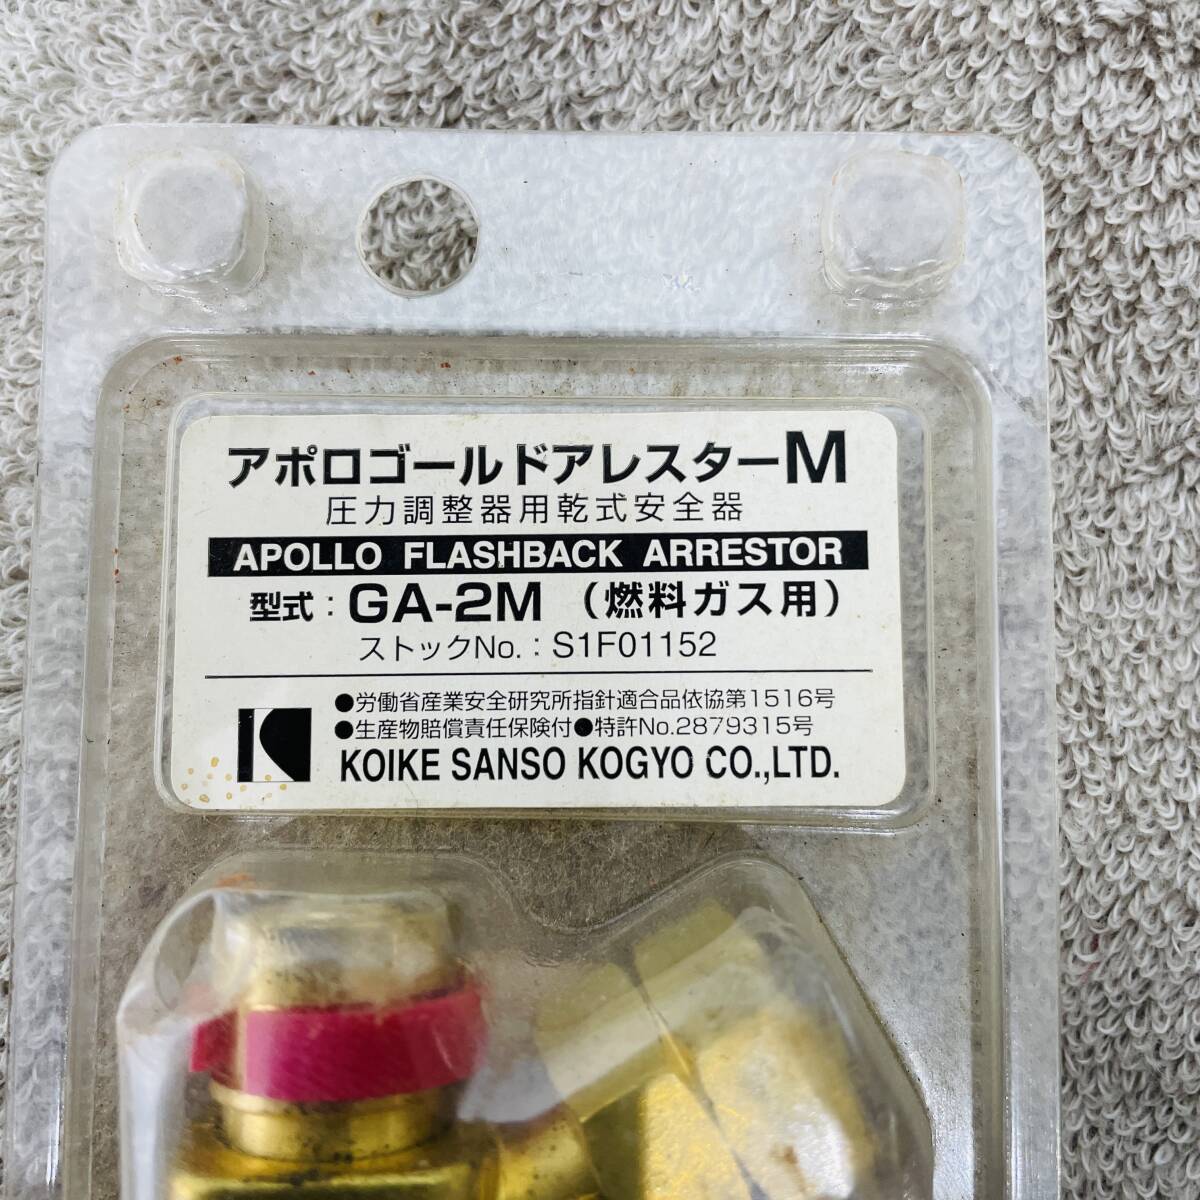 アポロゴールドアレスターM
圧力調整器用乾式安全器
APOLLO FLASHBACK ARRESTOR
型式:GA-2M (燃料ガス用)
ストックNo.:S1F01152
●労働省産業安全研究所指針適合品依協第1516号
●生産物賠償責任保険付●特許No.2879315号
KOIKE SANSO KOGYO CO.,LTD.